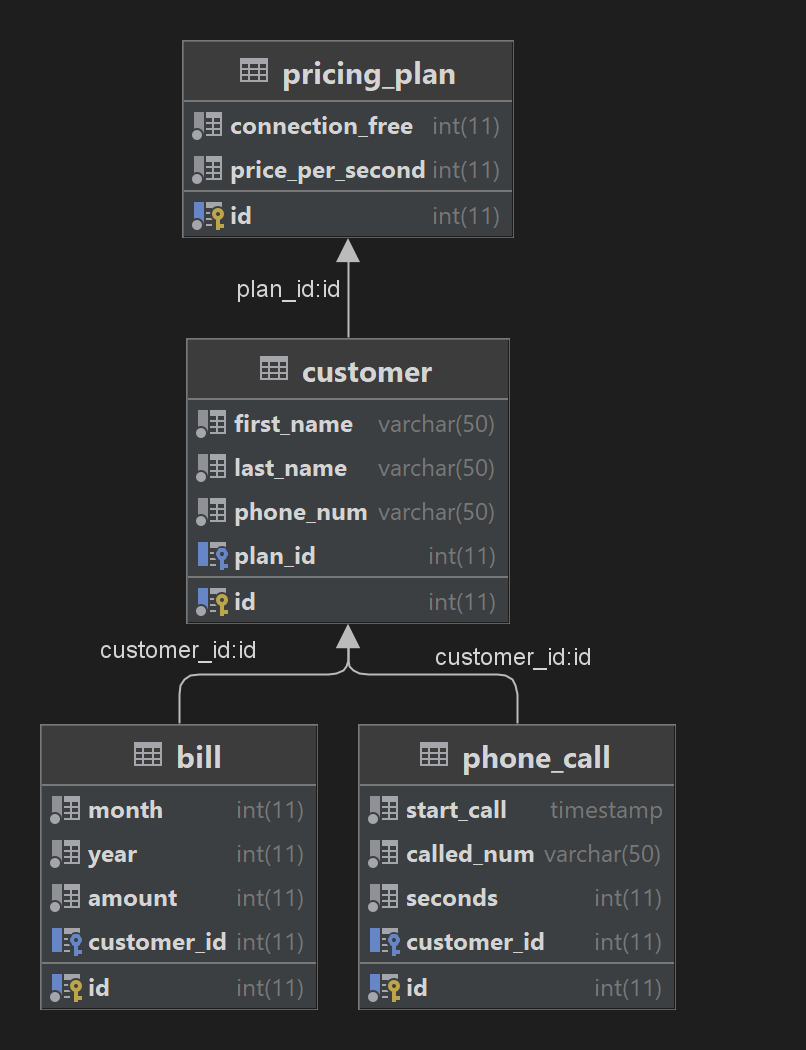 pricing_plan
connection_free int(11)
price_per_second int(11)
id int(11)
plan_id:id
customer
first_name varchar(50)
last_name varchar(50)
phone_num varchar(50)
plan_id int(11)
id int(11)
customer_id:id
customer_id:id
bill
month int(11)
year int(11)
amount int(11)
customer_id int(11)
id int(11)
phone_call
start_call timestamp
called_num varchar(50)
seconds int(11)
customer_id int(11)
id int(11)